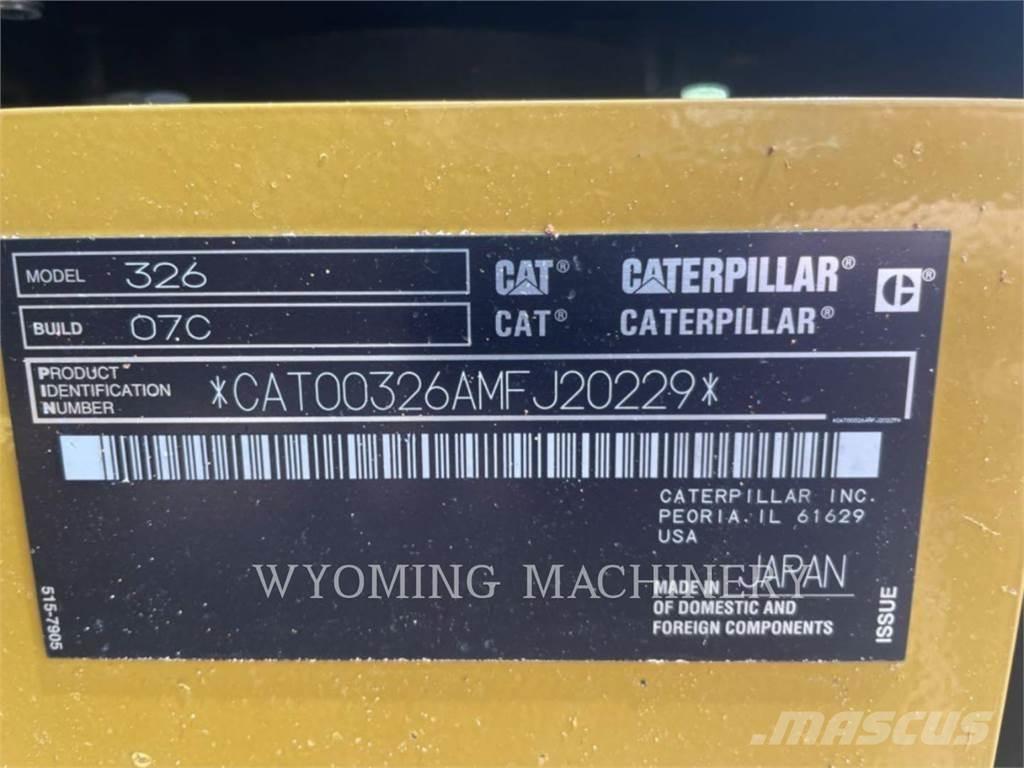 MODEL 326
CAT® CATERPILLAR® ®
BUILD 07C
CAT® CATERPILLAR®
PRODUCT
IDENTIFICATION
NUMBER
*CAT00326AMFJ20229*
*CAT00326AMFJ20229*
CATERPILLAR INC.
PEORIA, IL 61629
USA
WYOMING MACHINERY
MADE IN JAPAN
OF DOMESTIC AND
FOREIGN COMPONENTS
515-7905
ISSUE
MASCUS